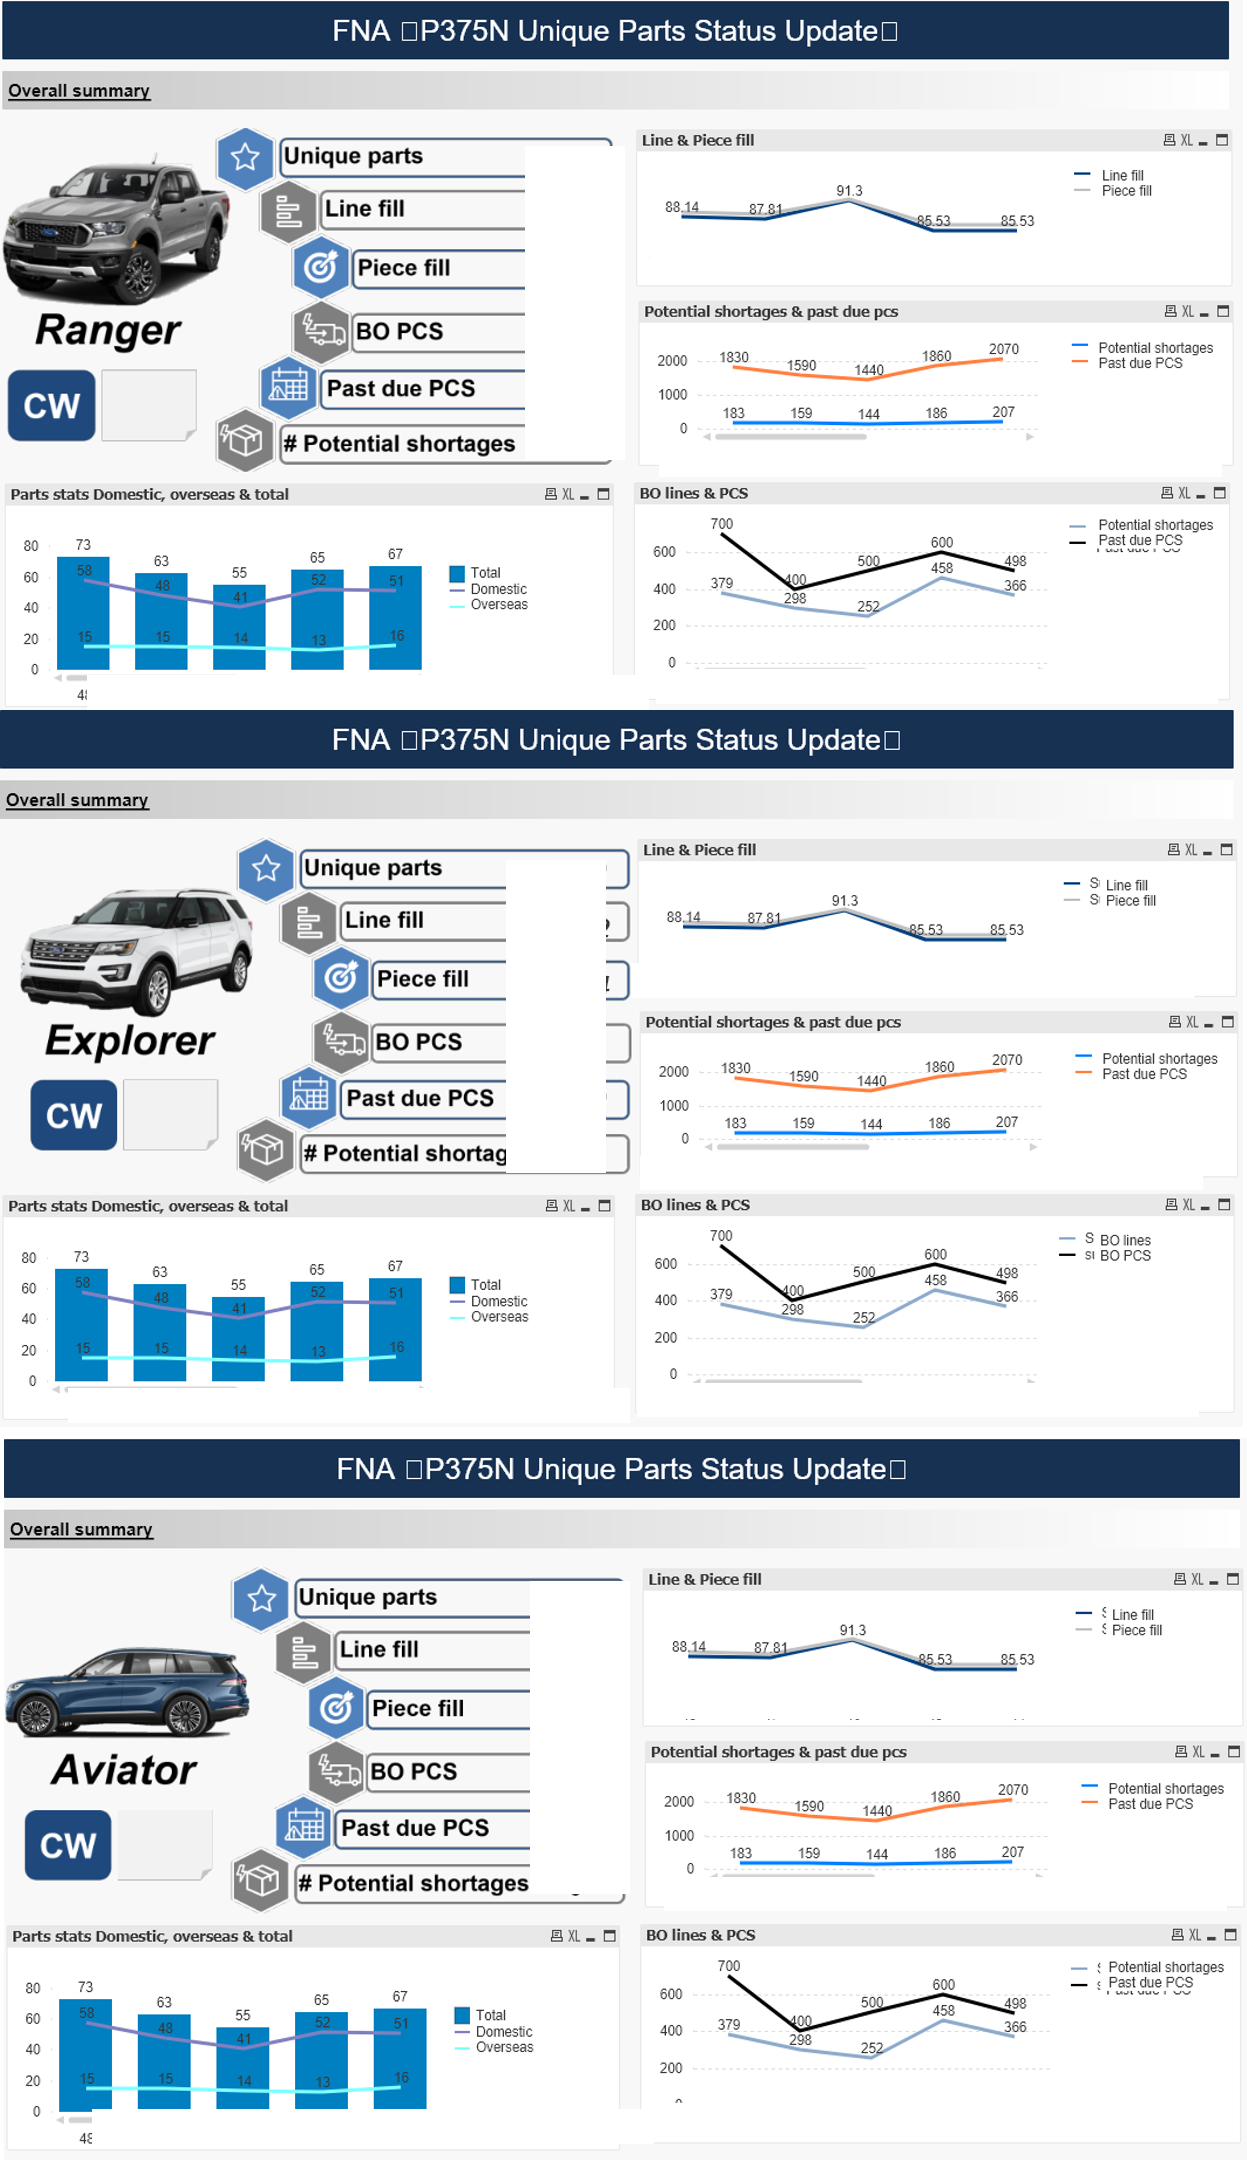 FNA □P375N Unique Parts Status Update□
Overall summary
Unique parts
Line fill
Piece fill
BO PCS
Past due PCS
# Potential shortages
Ranger
CW
Line & Piece fill
XL
Line fill
Piece fill
88.14 87.81 91.3 85.53 85.53
Potential shortages & past due pcs
XL
Potential shortages
Past due PCS
2000
1000
0
1830 1590 1440 1860 2070
183 159 144 186 207
Parts stats Domestic, overseas & total
XL
80
60
40
20
0
73 63 55 65 67
58 48 41 52 51
15 15 14 13 16
Total
Domestic
Overseas
BO lines & PCS
XL
Potential shortages
Past due PCS
600
400
200
0
700 400 500 600 498
379 298 252 458 366
FNA □P375N Unique Parts Status Update□
Overall summary
Unique parts
Line fill
Piece fill
BO PCS
Past due PCS
# Potential shortag
Explorer
CW
Line & Piece fill
XL
Line fill
Piece fill
88.14 87.81 91.3 85.53 85.53
Potential shortages & past due pcs
XL
Potential shortages
Past due PCS
2000
1000
0
1830 1590 1440 1860 2070
183 159 144 186 207
Parts stats Domestic, overseas & total
XL
80
60
40
20
0
73 63 55 65 67
58 48 41 52 51
15 15 14 13 16
Total
Domestic
Overseas
BO lines & PCS
XL
BO lines
BO PCS
600
400
200
0
700 400 500 600 498
379 298 252 458 366
FNA □P375N Unique Parts Status Update□
Overall summary
Unique parts
Line fill
Piece fill
BO PCS
Past due PCS
# Potential shortages
Aviator
CW
Line & Piece fill
XL
Line fill
Piece fill
88.14 87.81 91.3 85.53 85.53
Potential shortages & past due pcs
XL
Potential shortages
Past due PCS
2000
1000
0
1830 1590 1440 1860 2070
183 159 144 186 207
Parts stats Domestic, overseas & total
XL
80
60
40
20
0
73 63 55 65 67
58 48 41 52 51
15 15 14 13 16
Total
Domestic
Overseas
BO lines & PCS
XL
Potential shortages
Past due PCS
600
400
200
700 400 500 600 498
379 298 252 458 366